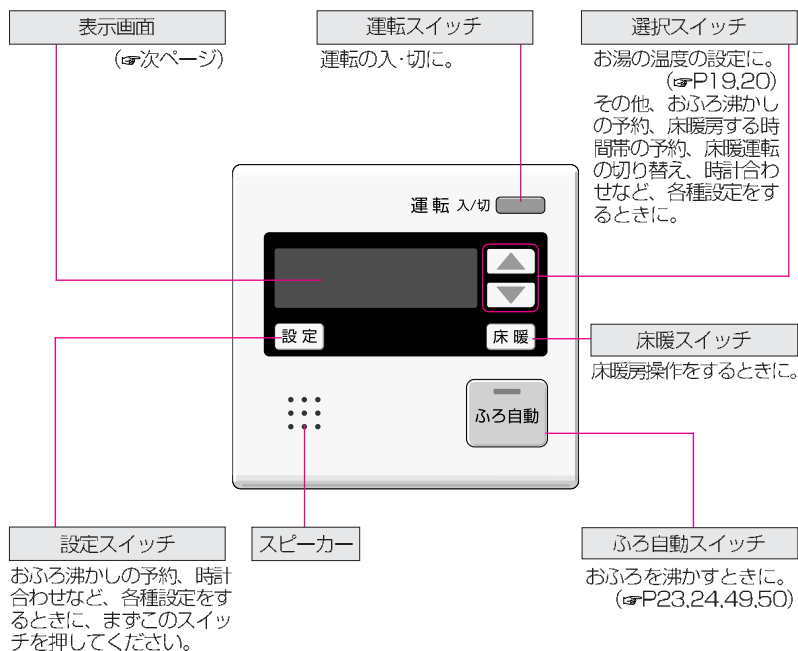 表示画面
(☞次ページ)
運転スイッチ
運転の入・切に。
選択スイッチ
お湯の温度の設定に。
(☞P19,20)
その他、おふろ沸かし
の予約、床暖房する時
間帯の予約、床暖運転
の切り替え、時計合わ
せなど、各種設定をす
るときに。
運転 入/切
設定
床暖
ふろ自動
床暖スイッチ
床暖房操作をするときに。
設定スイッチ
おふろ沸かしの予約、時計
合わせなど、各種設定をす
るときに、まずこのスイッ
チを押してください。
スピーカー
ふろ自動スイッチ
おふろを沸かすときに。
(☞P23,24,49,50)